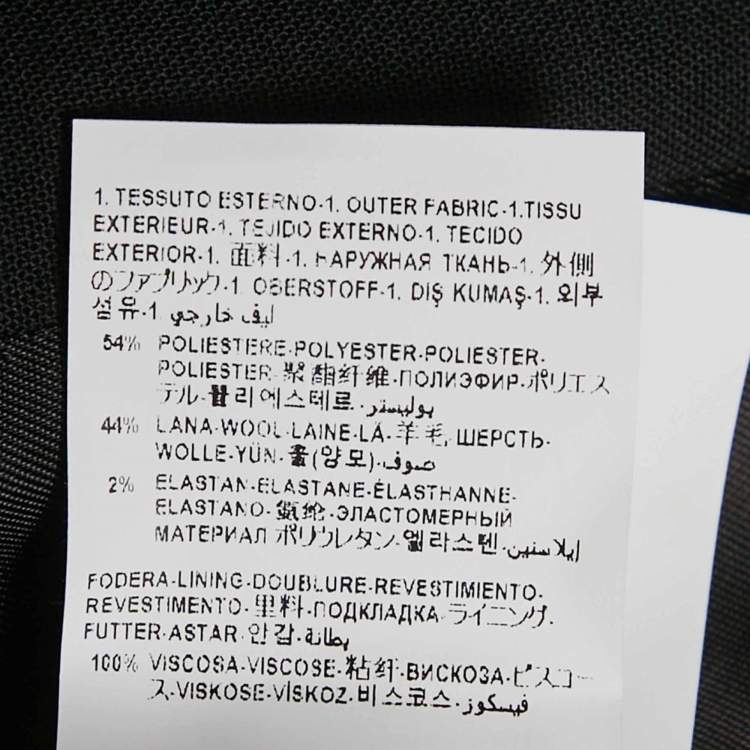 1. TESSUTO ESTERNO-1. OUTER FABRIC-1.TISSU
EXTERIEUR-1. TEJIDO EXTERNO-1. TECIDO
EXTERIOR-1. 面料-1. НАРУЖНАЯ ТКАНЬ-1. 外側
のファブリック-1. OBERSTOFF-1. DIŞ KUMAŞ-1. 외부
섬유-1. ليف خارجي
54% POLIESTERE-POLYESTER-POLIESTER-
POLIESTER-聚酯纤维-ПОЛИЭФИР-ポリエス
テル-폴리에스테르-بوليستر
44% LANA-WOOL-LAINE-LÃ-羊毛, ШЕРСТЬ-
WOLLE-YÜN-울(양모)-صوف
2% ELASTAN-ELASTANE-ÉLASTHANNE-
ELASTANO-氨纶-ЭЛАСТОМЕРНЫЙ
МАТЕРИАЛ ポリウレタン-엘라스텐-إيلاستين
FODERA-LINING-DOUBLURE-REVESTIMIENTO-
REVESTIMENTO-里料-ПОДКЛАДКА-ライニング-
FUTTER-ASTAR-안감-بطانة
100% VISCOSA-VISCOSE-粘纤-ВИСКОЗА-ビスコー
ス-VISKOSE-VİSKOZ-비스코스-فيسكوز